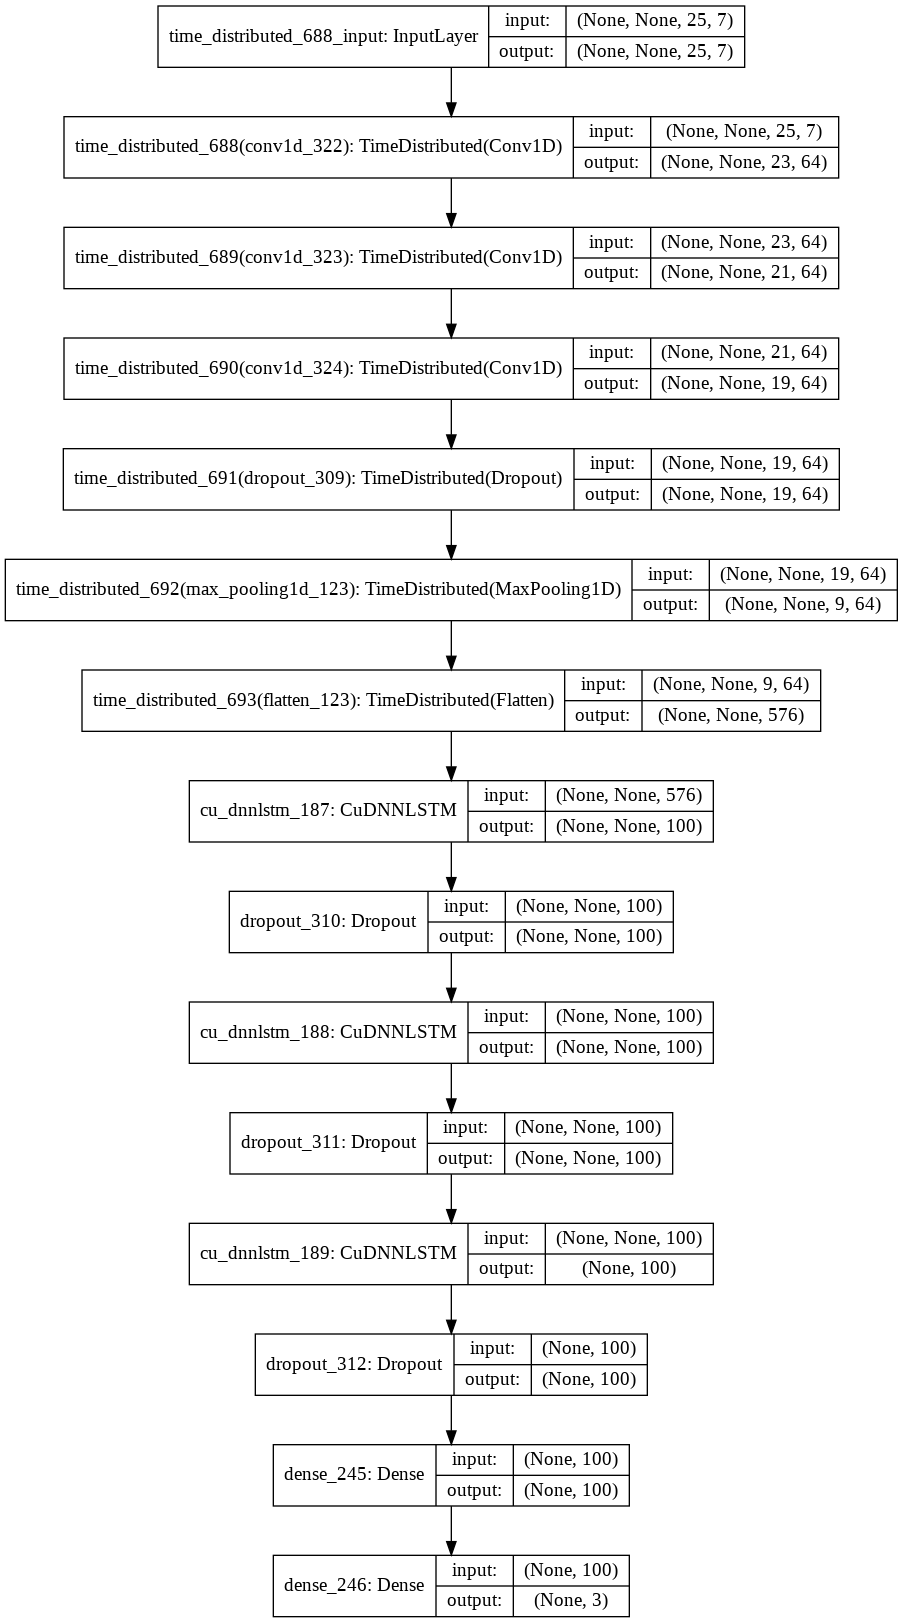 time_distributed_688_input: InputLayer
input: (None, None, 25, 7)
output: (None, None, 25, 7)
time_distributed_688(conv1d_322): TimeDistributed(Conv1D)
input: (None, None, 25, 7)
output: (None, None, 23, 64)
time_distributed_689(conv1d_323): TimeDistributed(Conv1D)
input: (None, None, 23, 64)
output: (None, None, 21, 64)
time_distributed_690(conv1d_324): TimeDistributed(Conv1D)
input: (None, None, 21, 64)
output: (None, None, 19, 64)
time_distributed_691(dropout_309): TimeDistributed(Dropout)
input: (None, None, 19, 64)
output: (None, None, 19, 64)
time_distributed_692(max_pooling1d_123): TimeDistributed(MaxPooling1D)
input: (None, None, 19, 64)
output: (None, None, 9, 64)
time_distributed_693(flatten_123): TimeDistributed(Flatten)
input: (None, None, 9, 64)
output: (None, None, 576)
cu_dnnlstm_187: CuDNNLSTM
input: (None, None, 576)
output: (None, None, 100)
dropout_310: Dropout
input: (None, None, 100)
output: (None, None, 100)
cu_dnnlstm_188: CuDNNLSTM
input: (None, None, 100)
output: (None, None, 100)
dropout_311: Dropout
input: (None, None, 100)
output: (None, None, 100)
cu_dnnlstm_189: CuDNNLSTM
input: (None, None, 100)
output: (None, 100)
dropout_312: Dropout
input: (None, 100)
output: (None, 100)
dense_245: Dense
input: (None, 100)
output: (None, 100)
dense_246: Dense
input: (None, 100)
output: (None, 3)